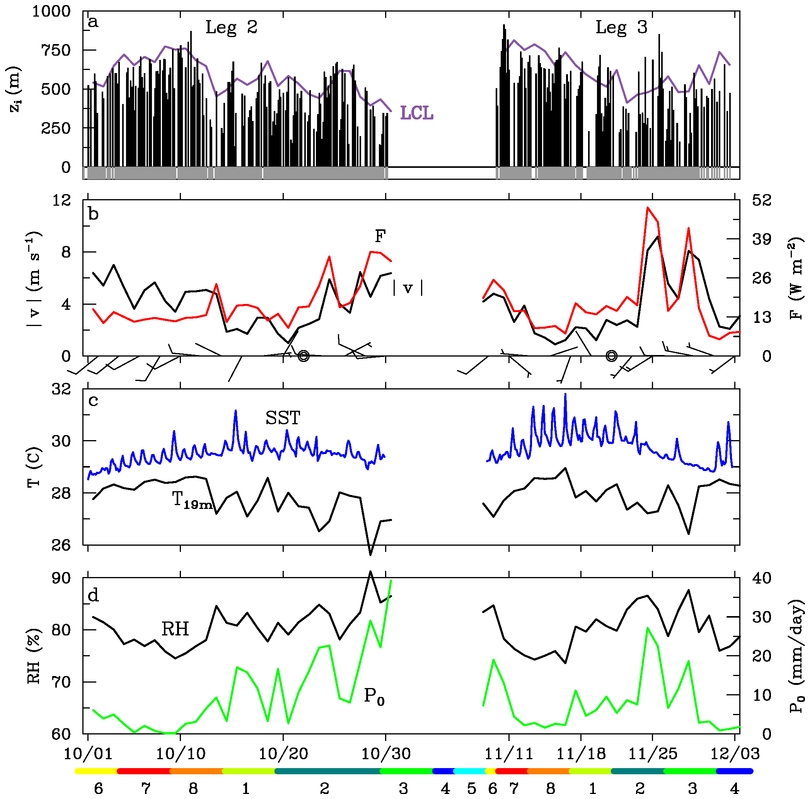 a
Leg 2
Leg 3
1000
750
500
250
0
z_i (m)
LCL
b
12
8
4
0
| v | (m s⁻¹)
F
| v |
52
39
26
13
0
F (W m⁻²)
c
32
30
28
26
T (C)
SST
T_19m
d
90
80
70
60
RH (%)
RH
P_0
40
30
20
10
0
P_0 (mm/day)
10/01 10/10 10/20 10/30 11/11 11/18 11/25 12/03
6 7 8 1 2 3 4 5 6 7 8 1 2 3 4